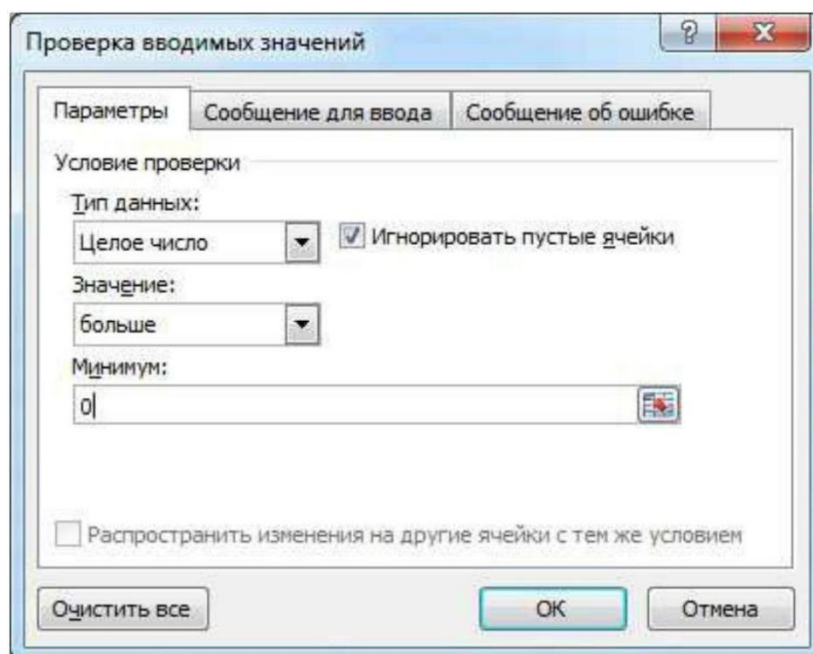 Проверка вводимых значений
Параметры Сообщение для ввода Сообщение об ошибке
Условие проверки
Тип данных:
Целое число Игнорировать пустые ячейки
Значение:
больше
Минимум:
0
Распространить изменения на другие ячейки с тем же условием
Очистить все ОК Отмена